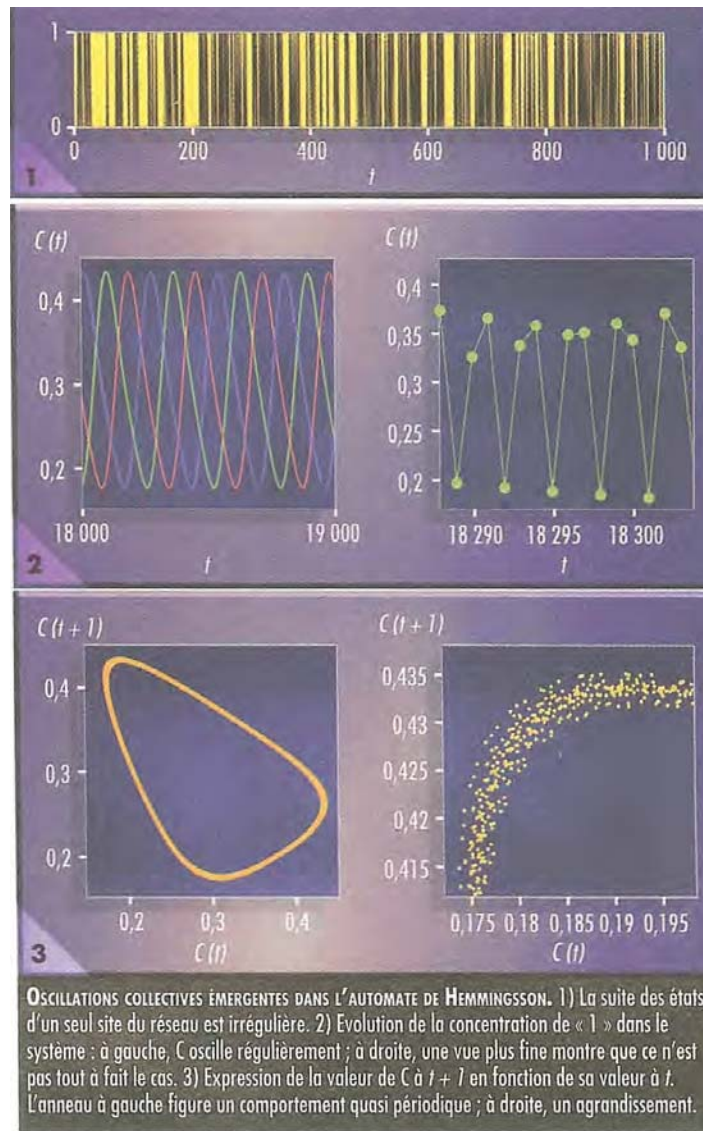 1
0
0 200 400 600 800 1 000
t
1
C (t)
0,4
0,3
0,2
18 000 19 000
t
C (t)
0,4
0,35
0,3
0,25
0,2
18 290 18 295 18 300
t
2
C (t + 1)
0,4
0,3
0,2
0,2 0,3 0,4
C (t)
C (t + 1)
0,435
0,43
0,425
0,42
0,415
0,175 0,18 0,185 0,19 0,195
C (t)
3
OSCILLATIONS COLLECTIVES ÉMERGENTES DANS L'AUTOMATE DE HEMMINGSSON. 1) La suite des états
d'un seul site du réseau est irrégulière. 2) Evolution de la concentration de « 1 » dans le
système : à gauche, C oscille régulièrement ; à droite, une vue plus fine montre que ce n'est
pas tout à fait le cas. 3) Expression de la valeur de C à t + 1 en fonction de sa valeur à t.
L'anneau à gauche figure un comportement quasi périodique ; à droite, un agrandissement.